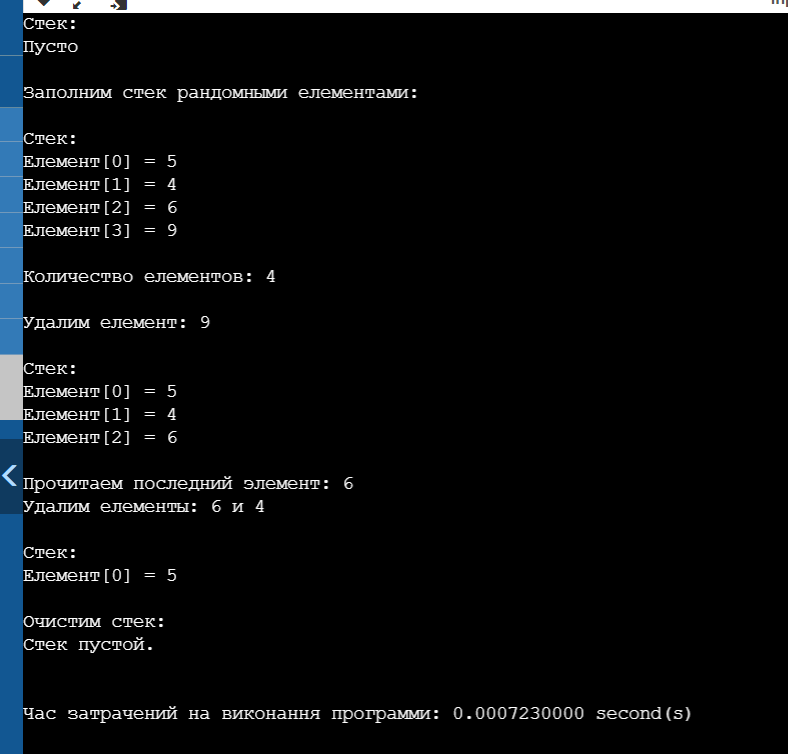 Стек:
Пусто
Заполним стек рандомными елементами:
Стек:
Елемент[0] = 5
Елемент[1] = 4
Елемент[2] = 6
Елемент[3] = 9
Количество елементов: 4
Удалим елемент: 9
Стек:
Елемент[0] = 5
Елемент[1] = 4
Елемент[2] = 6
Прочитаем последний элемент: 6
Удалим елементы: 6 и 4
Стек:
Елемент[0] = 5
Очистим стек:
Стек пустой.
Час затрачений на виконання программи: 0.0007230000 second(s)